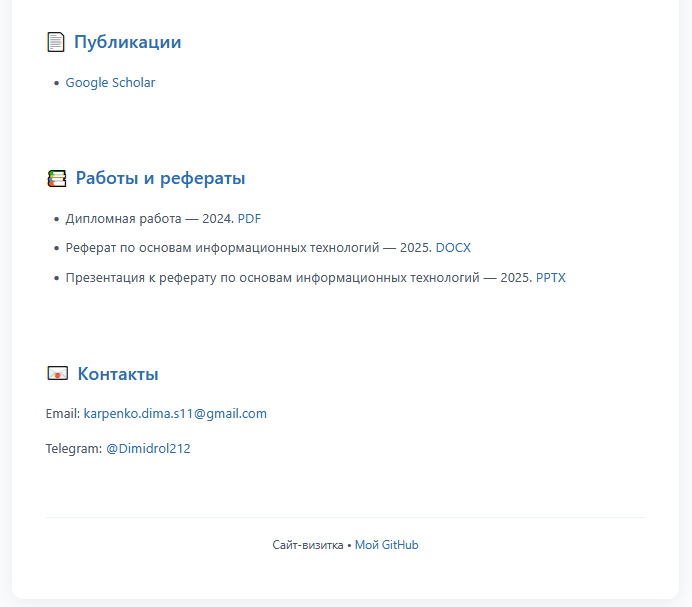 Публикации
Google Scholar
Работы и рефераты
Дипломная работа — 2024. PDF
Реферат по основам информационных технологий — 2025. DOCX
Презентация к реферату по основам информационных технологий — 2025. PPTX
Контакты
Email: karpenko.dima.s11@gmail.com
Telegram: @Dimidrol212
Сайт-визитка • Мой GitHub